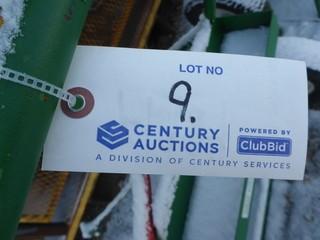 LOT NO
9.
CENTURY
AUCTIONS
POWERED BY
ClubBid
A DIVISION OF CENTURY SERVICES